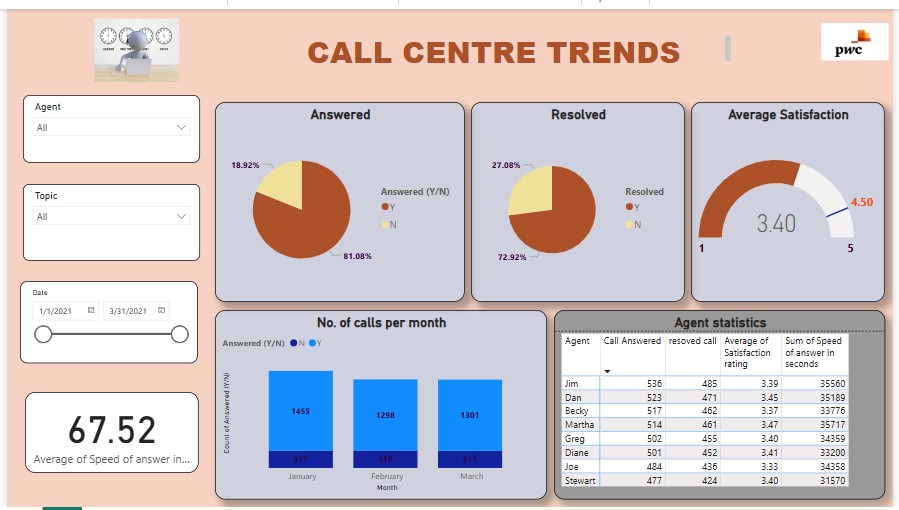 CALL CENTRE TRENDS
pwc
Agent
All
Topic
All
Date
1/1/2021
3/31/2021
67.52
Average of Speed of answer in...
Answered
18.92%
81.08%
Answered (Y/N)
Y
N
Resolved
27.08%
72.92%
Resolved
Y
N
Average Satisfaction
3.40
4.50
1
5
No. of calls per month
Answered (Y/N) N Y
Count of Answered (Y/N)
1455
1298
1301
January
February
March
Month
Agent statistics
Agent Call Answered resoved call Average of Satisfaction rating Sum of Speed of answer in seconds
Jim 536 485 3.39 35560
Dan 523 471 3.45 35189
Becky 517 462 3.37 33776
Martha 514 461 3.47 35717
Greg 502 455 3.40 34359
Diane 501 452 3.41 33200
Joe 484 436 3.33 34358
Stewart 477 424 3.40 31570